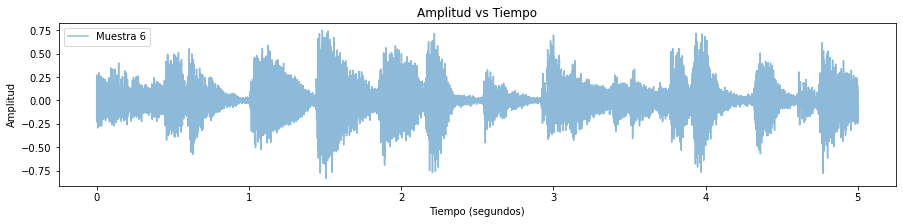 Amplitud vs Tiempo
Muestra 6
Amplitud
0.75
0.50
0.25
0.00
−0.25
−0.50
−0.75
0 1 2 3 4 5
Tiempo (segundos)